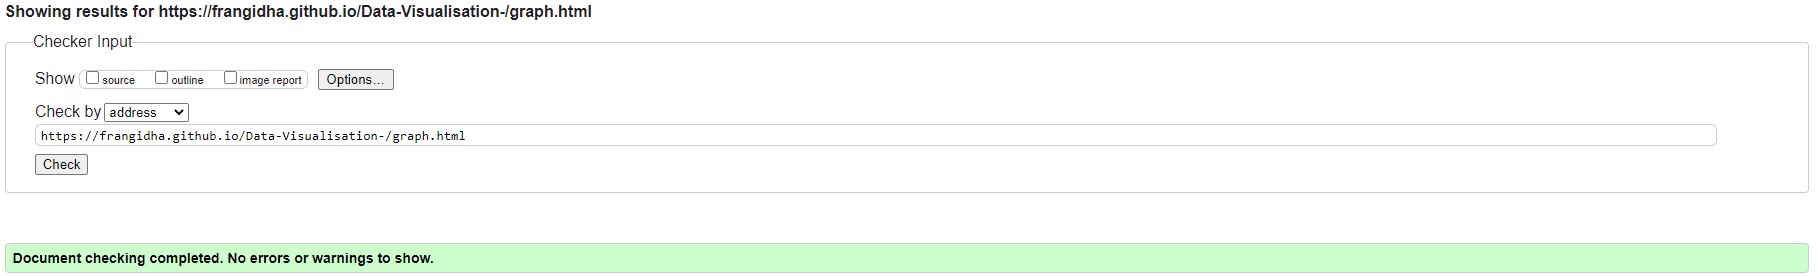 Showing results for https://frangidha.github.io/Data-Visualisation-/graph.html
Checker Input
Show source outline image report Options...
Check by address
https://frangidha.github.io/Data-Visualisation-/graph.html
Check
Document checking completed. No errors or warnings to show.